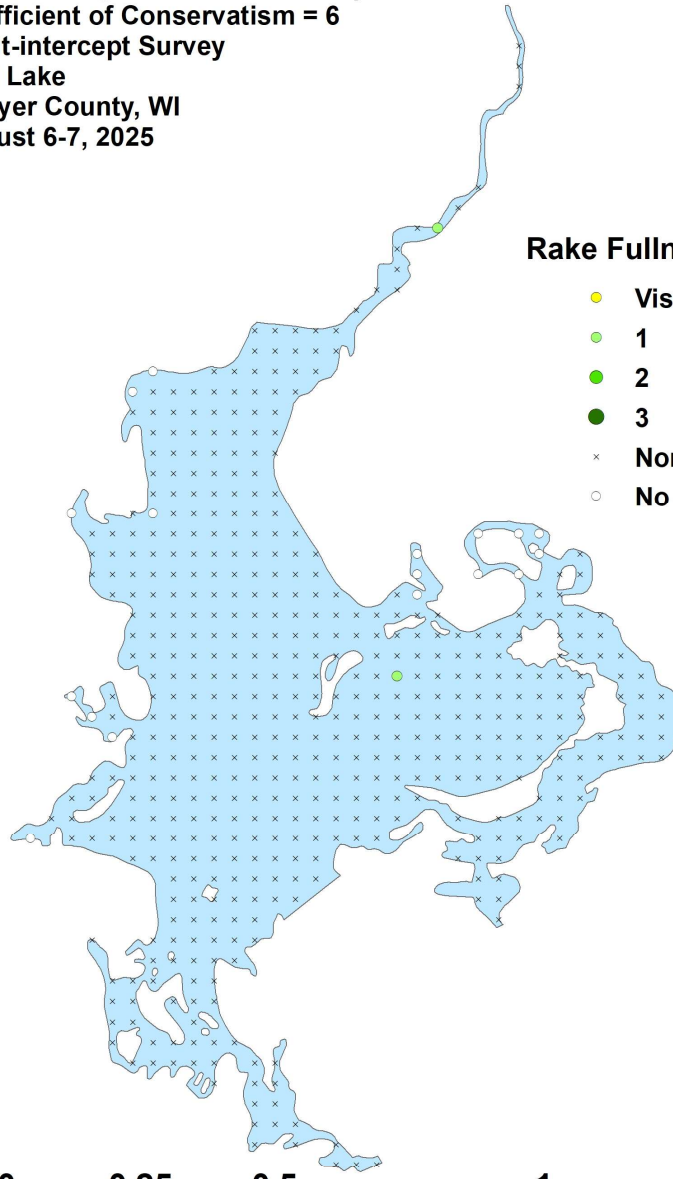 fficient of Conservatism = 6
t-intercept Survey
Lake
yer County, WI
ust 6-7, 2025
Rake Fulln
Vis
1
2
3
Nor
No
0.25 0.5 1